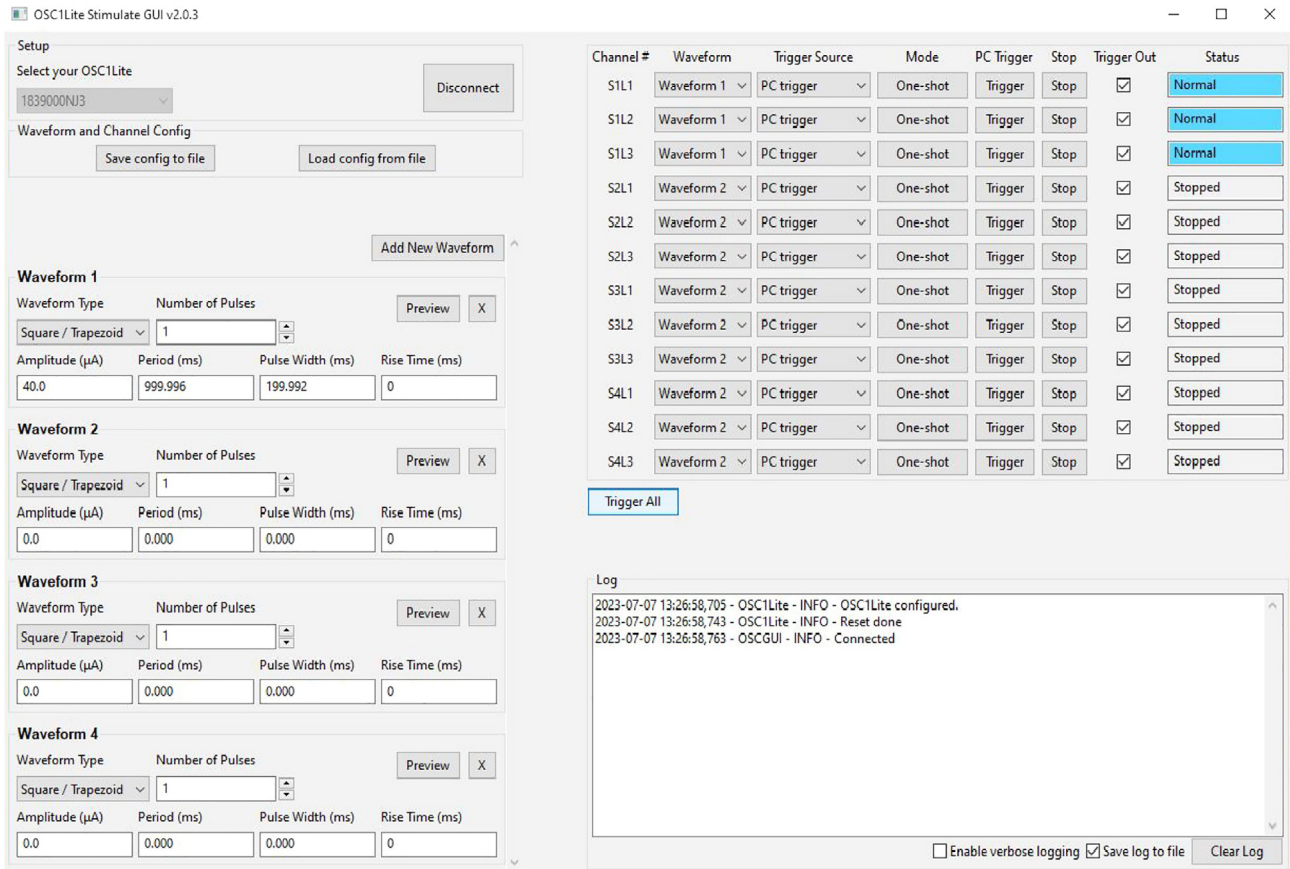 OSC1Lite Stimulate GUI v2.0.3
Setup
Select your OSC1Lite
1839000NJ3
Disconnect
Waveform and Channel Config
Save config to file
Load config from file
Add New Waveform
Waveform 1
Waveform Type Number of Pulses
Preview X
Square / Trapezoid 1
Amplitude (µA) Period (ms) Pulse Width (ms) Rise Time (ms)
40.0 999.996 199.992 0
Waveform 2
Waveform Type Number of Pulses
Preview X
Square / Trapezoid 1
Amplitude (µA) Period (ms) Pulse Width (ms) Rise Time (ms)
0.0 0.000 0.000 0
Waveform 3
Waveform Type Number of Pulses
Preview X
Square / Trapezoid 1
Amplitude (µA) Period (ms) Pulse Width (ms) Rise Time (ms)
0.0 0.000 0.000 0
Waveform 4
Waveform Type Number of Pulses
Preview X
Square / Trapezoid 1
Amplitude (µA) Period (ms) Pulse Width (ms) Rise Time (ms)
0.0 0.000 0.000 0
Channel # Waveform Trigger Source Mode PC Trigger Stop Trigger Out Status
S1L1 Waveform 1 PC trigger One-shot Trigger Stop Normal
S1L2 Waveform 1 PC trigger One-shot Trigger Stop Normal
S1L3 Waveform 1 PC trigger One-shot Trigger Stop Normal
S2L1 Waveform 2 PC trigger One-shot Trigger Stop Stopped
S2L2 Waveform 2 PC trigger One-shot Trigger Stop Stopped
S2L3 Waveform 2 PC trigger One-shot Trigger Stop Stopped
S3L1 Waveform 2 PC trigger One-shot Trigger Stop Stopped
S3L2 Waveform 2 PC trigger One-shot Trigger Stop Stopped
S3L3 Waveform 2 PC trigger One-shot Trigger Stop Stopped
S4L1 Waveform 2 PC trigger One-shot Trigger Stop Stopped
S4L2 Waveform 2 PC trigger One-shot Trigger Stop Stopped
S4L3 Waveform 2 PC trigger One-shot Trigger Stop Stopped
Trigger All
Log
2023-07-07 13:26:58,705 - OSC1Lite - INFO - OSC1Lite configured.
2023-07-07 13:26:58,743 - OSC1Lite - INFO - Reset done
2023-07-07 13:26:58,763 - OSCGUI - INFO - Connected
Enable verbose logging Save log to file Clear Log